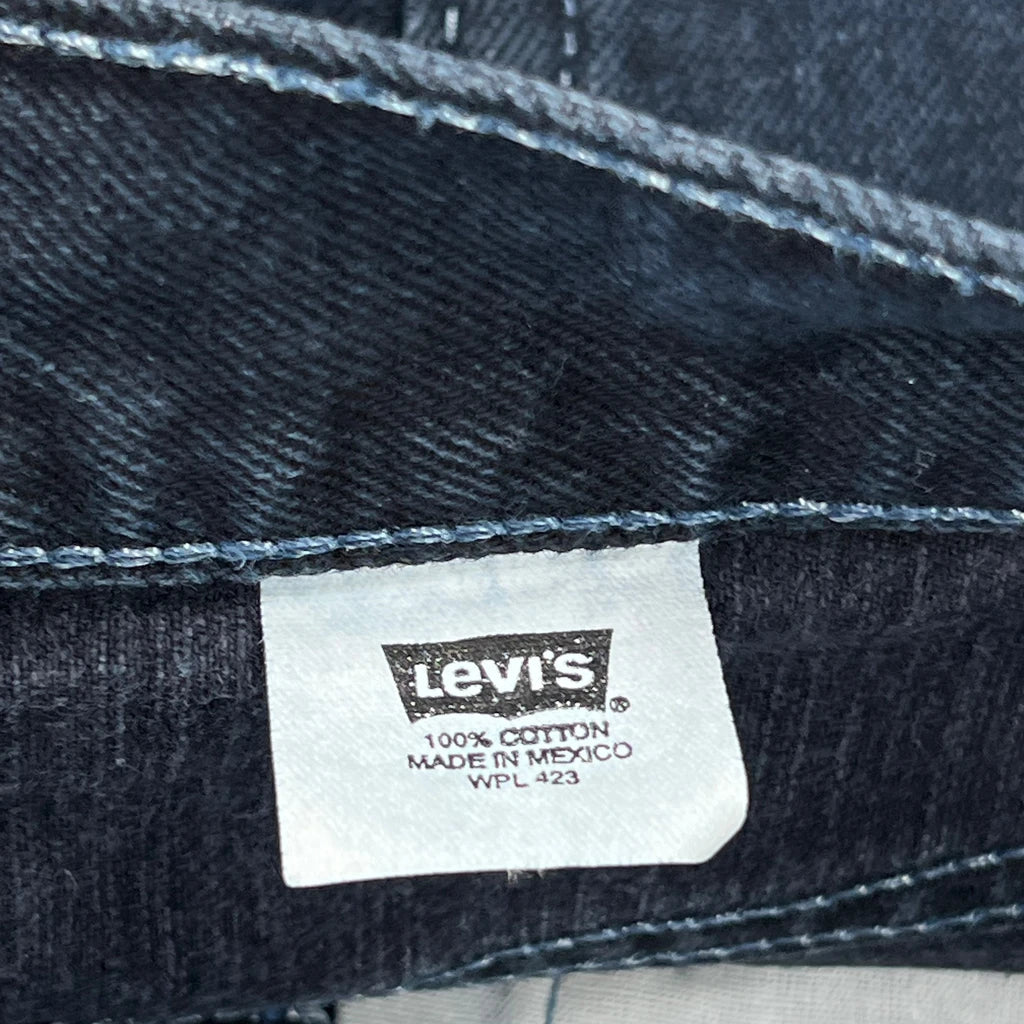 Levi's®
100% COTTON
MADE IN MEXICO
WPL 423